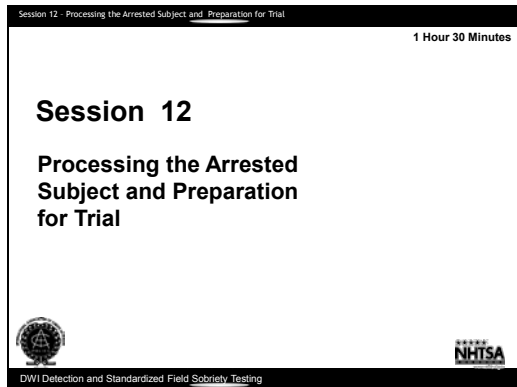 Session 12 - Processing the Arrested Subject and Preparation for Trial
1 Hour 30 Minutes
Session 12
Processing the Arrested
Subject and Preparation
for Trial
NHTSA
DWI Detection and Standardized Field Sobriety Testing